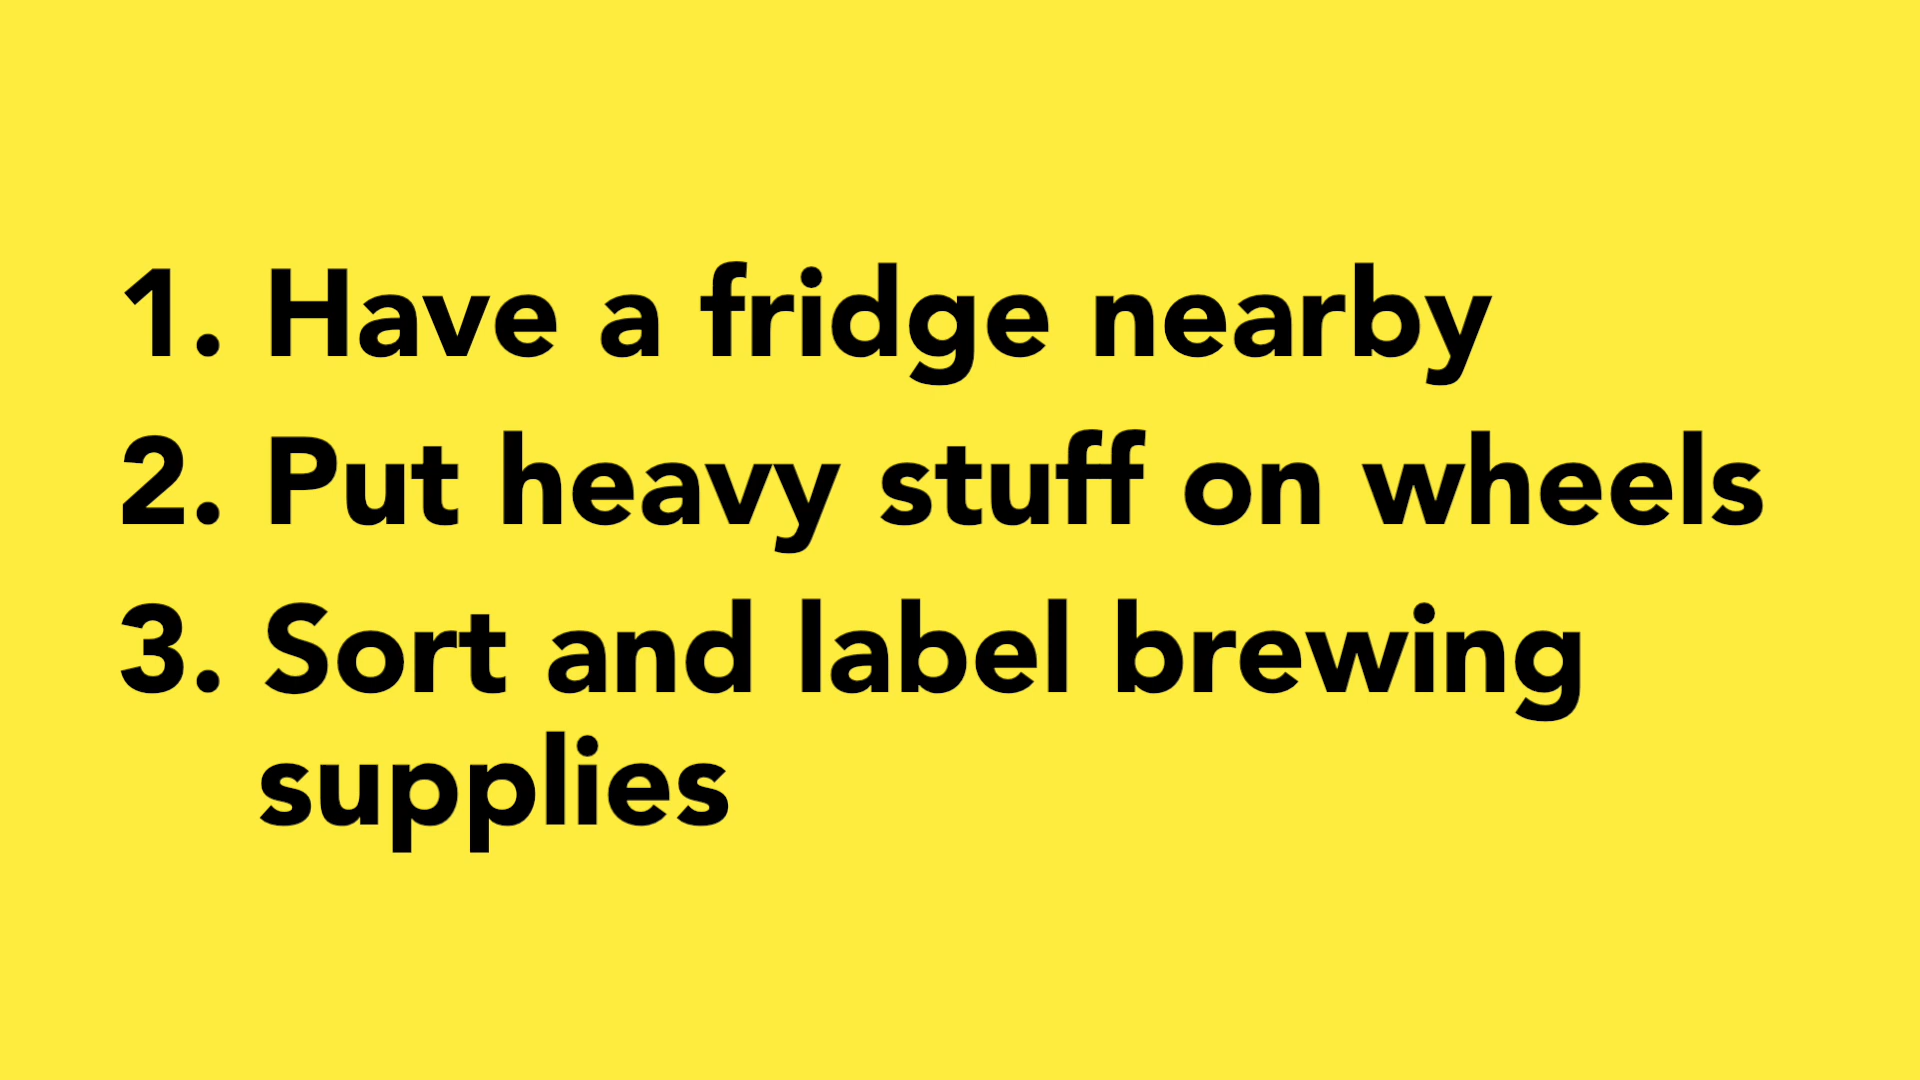 1. Have a fridge nearby
2. Put heavy stuff on wheels
3. Sort and label brewing
supplies